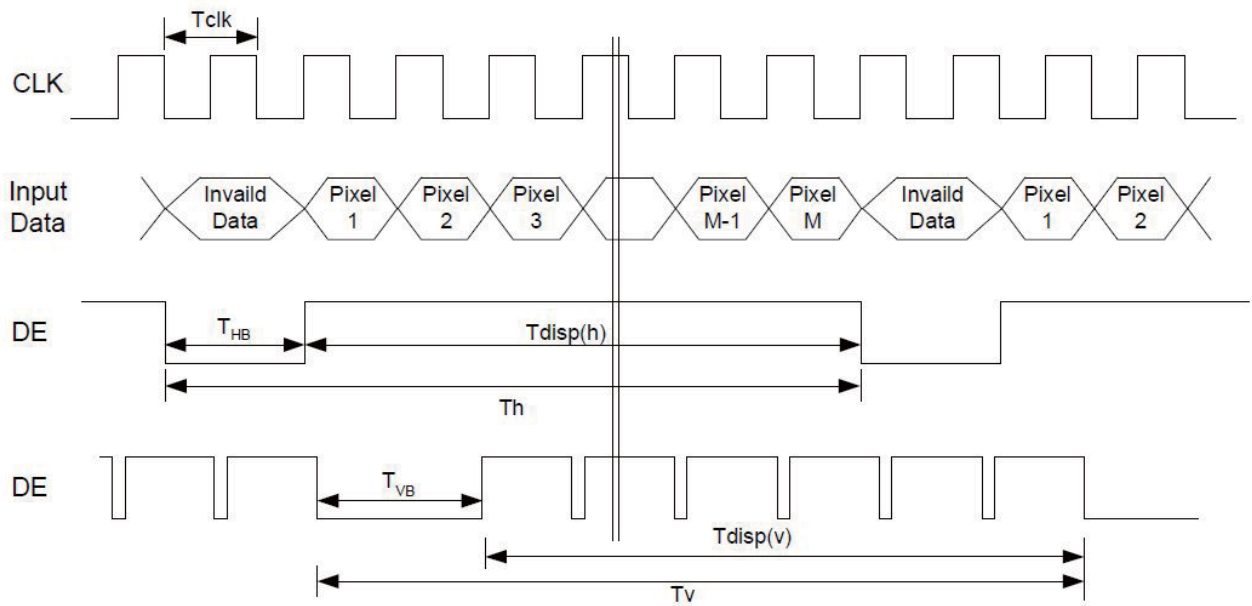 Tclk
CLK
Input
Data
Invaild
Data
Pixel
1
Pixel
2
Pixel
3
Pixel
M-1
Pixel
M
Invaild
Data
Pixel
1
Pixel
2
DE
THB
Tdisp(h)
Th
DE
TVB
Tdisp(v)
Tv